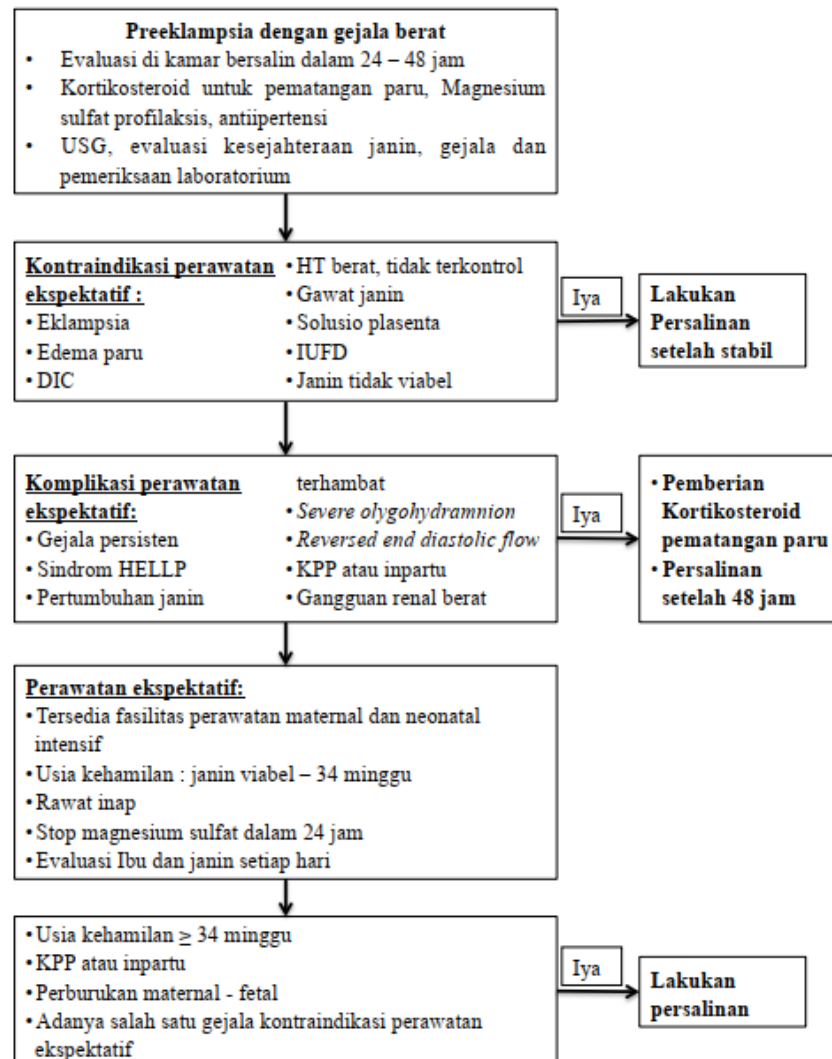 Preeklampsia dengan gejala berat
• Evaluasi di kamar bersalin dalam 24 – 48 jam
• Kortikosteroid untuk pematangan paru, Magnesium
sulfat profilaksis, antiipertensi
• USG, evaluasi kesejahteraan janin, gejala dan
pemeriksaan laboratorium
Kontraindikasi perawatan
ekspektatif :
• Eklampsia
• Edema paru
• DIC
• HT berat, tidak terkontrol
• Gawat janin
• Solusio plasenta
• IUFD
• Janin tidak viabel
Iya
Lakukan
Persalinan
setelah stabil
Komplikasi perawatan
ekspektatif:
• Gejala persisten
• Sindrom HELLP
• Pertumbuhan janin
terhambat
• Severe olygohydramnion
• Reversed end diastolic flow
• KPP atau inpartu
• Gangguan renal berat
Iya
• Pemberian
Kortikosteroid
pematangan paru
• Persalinan
setelah 48 jam
Perawatan ekspektatif:
• Tersedia fasilitas perawatan maternal dan neonatal
intensif
• Usia kehamilan : janin viabel – 34 minggu
• Rawat inap
• Stop magnesium sulfat dalam 24 jam
• Evaluasi Ibu dan janin setiap hari
• Usia kehamilan ≥ 34 minggu
• KPP atau inpartu
• Perburukan maternal - fetal
• Adanya salah satu gejala kontraindikasi perawatan
ekspektatif
Iya
Lakukan
persalinan